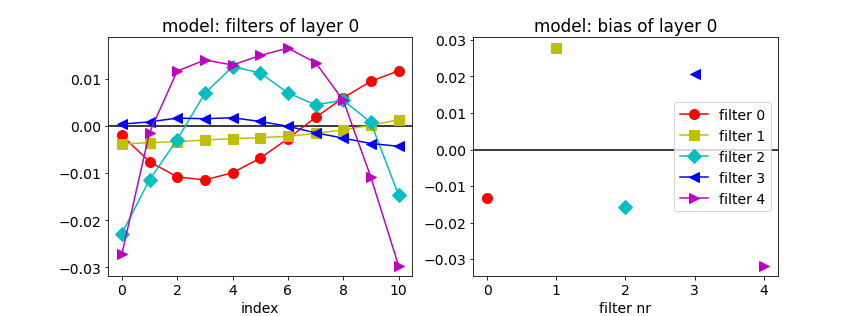 model: filters of layer 0
0.01
0.00
−0.01
−0.02
−0.03
0 2 4 6 8 10
index
model: bias of layer 0
0.03
0.02
0.01
0.00
−0.01
−0.02
−0.03
filter 0
filter 1
filter 2
filter 3
filter 4
0 1 2 3 4
filter nr